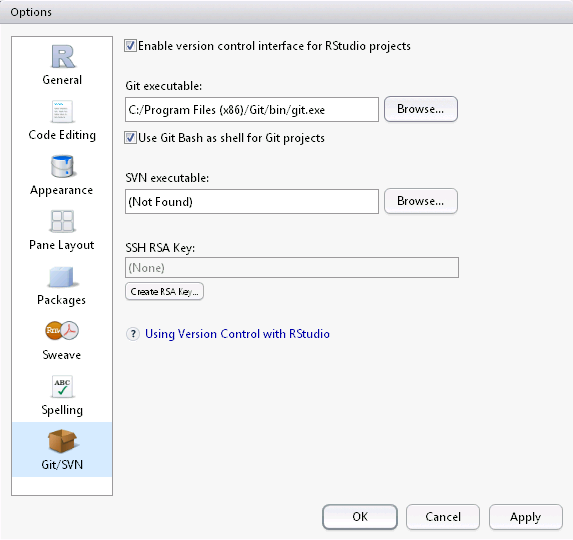 Options
R
General
Code Editing
Appearance
Pane Layout
Packages
Rnw
Sweave
ABC
Spelling
Git/SVN
Enable version control interface for RStudio projects
Git executable:
C:/Program Files (x86)/Git/bin/git.exe
Browse...
Use Git Bash as shell for Git projects
SVN executable:
(Not Found)
Browse...
SSH RSA Key:
(None)
Create RSA Key...
? Using Version Control with RStudio
OK
Cancel
Apply